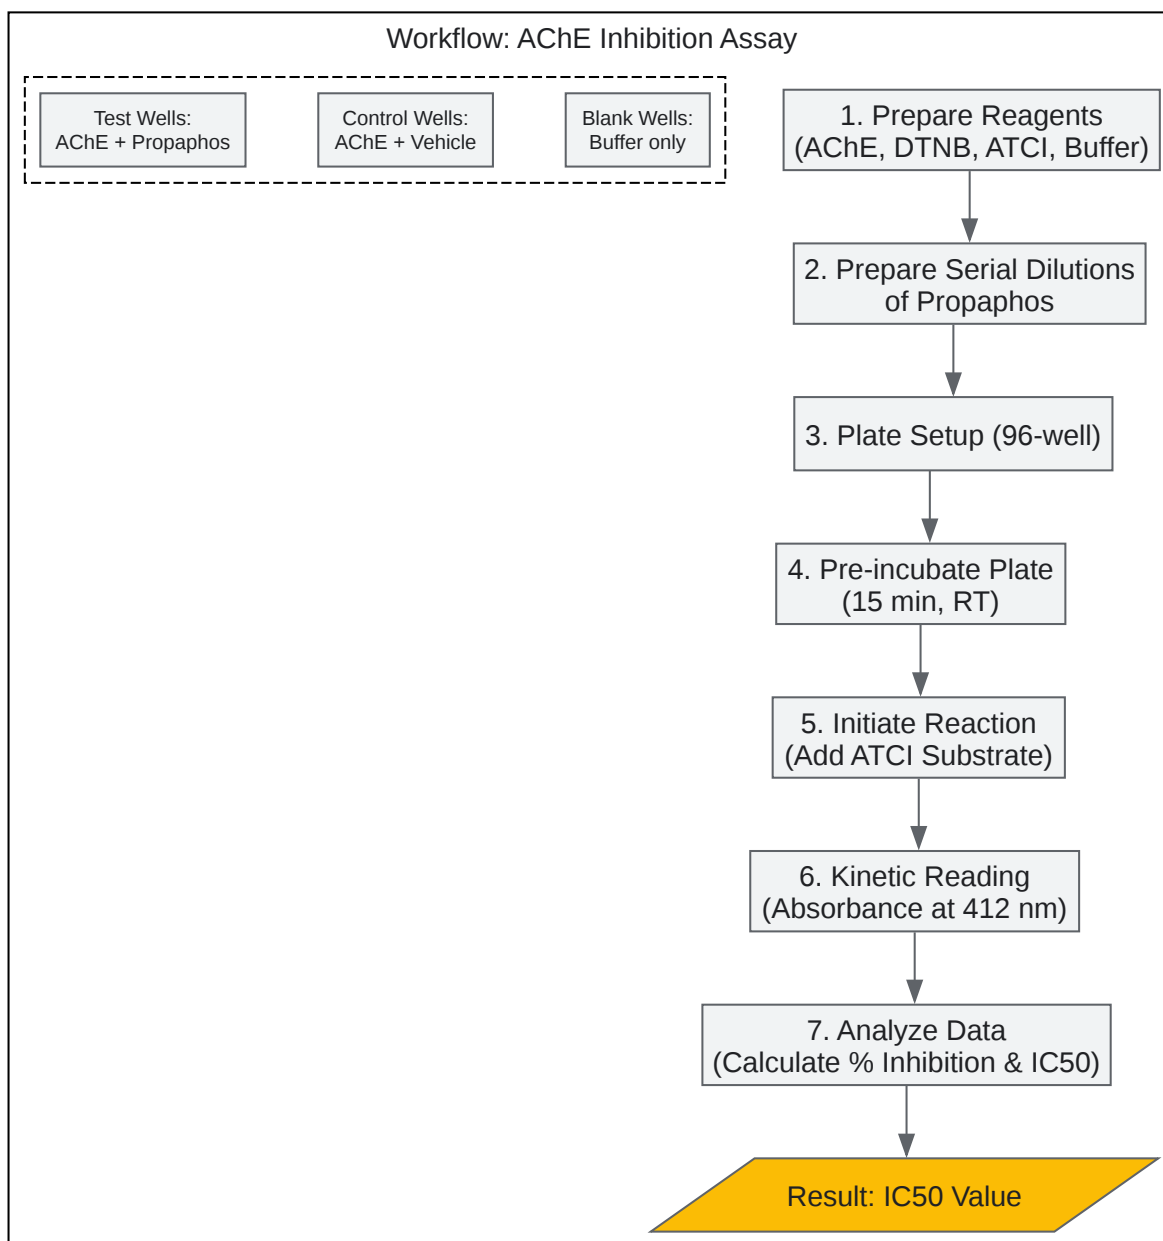 Workflow: AChE Inhibition Assay
Test Wells:
AChE + Propaphos
Control Wells:
AChE + Vehicle
Blank Wells:
Buffer only
1. Prepare Reagents
(AChE, DTNB, ATCI, Buffer)
2. Prepare Serial Dilutions
of Propaphos
3. Plate Setup (96-well)
4. Pre-incubate Plate
(15 min, RT)
5. Initiate Reaction
(Add ATCI Substrate)
6. Kinetic Reading
(Absorbance at 412 nm)
7. Analyze Data
(Calculate % Inhibition & IC50)
Result: IC50 Value